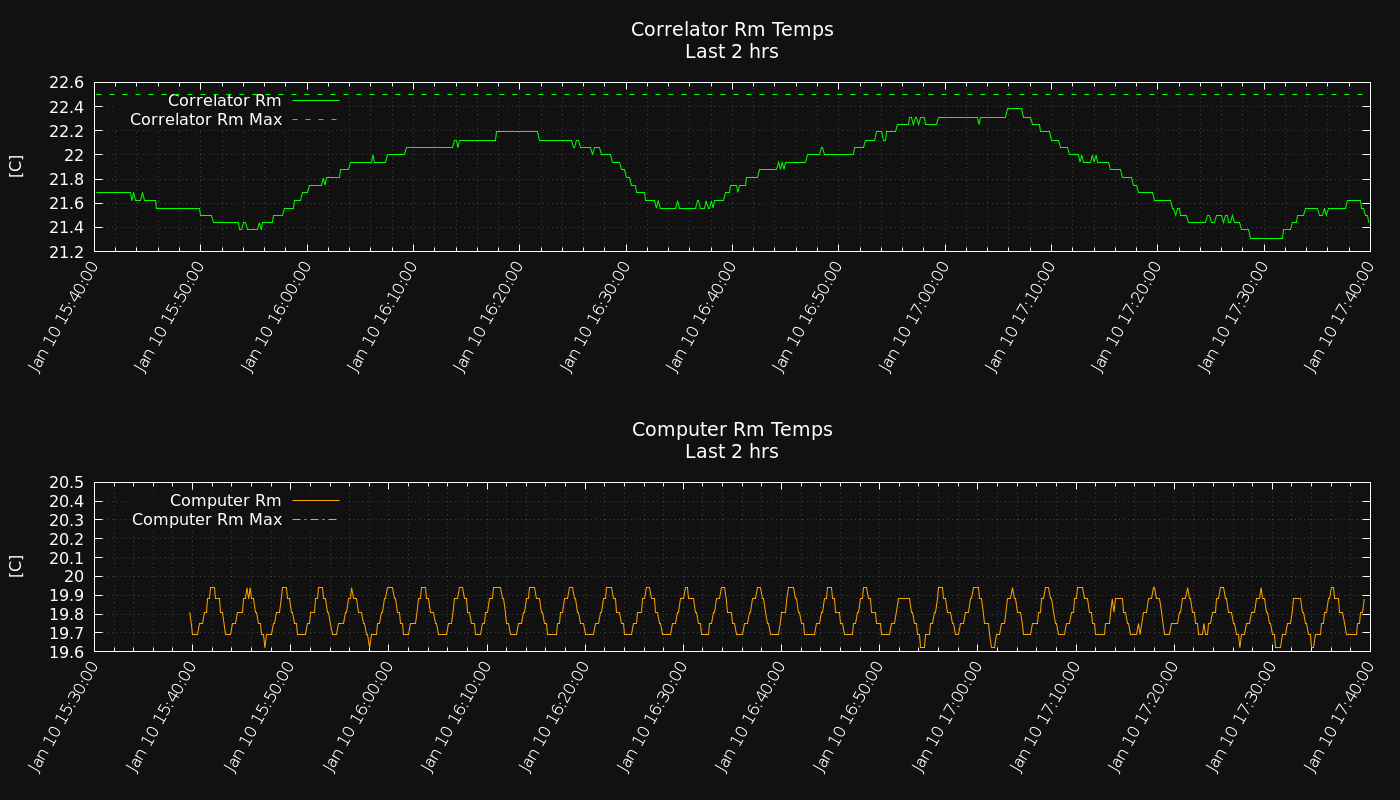 Correlator Rm Temps
Last 2 hrs
22.6
22.4
22.2
22
21.8
21.6
21.4
21.2
[C]
Correlator Rm
Correlator Rm Max
Jan 10 15:40:00
Jan 10 15:50:00
Jan 10 16:00:00
Jan 10 16:10:00
Jan 10 16:20:00
Jan 10 16:30:00
Jan 10 16:40:00
Jan 10 16:50:00
Jan 10 17:00:00
Jan 10 17:10:00
Jan 10 17:20:00
Jan 10 17:30:00
Jan 10 17:40:00
Computer Rm Temps
Last 2 hrs
20.5
20.4
20.3
20.2
20.1
20
19.9
19.8
19.7
19.6
[C]
Computer Rm
Computer Rm Max
Jan 10 15:30:00
Jan 10 15:40:00
Jan 10 15:50:00
Jan 10 16:00:00
Jan 10 16:10:00
Jan 10 16:20:00
Jan 10 16:30:00
Jan 10 16:40:00
Jan 10 16:50:00
Jan 10 17:00:00
Jan 10 17:10:00
Jan 10 17:20:00
Jan 10 17:30:00
Jan 10 17:40:00